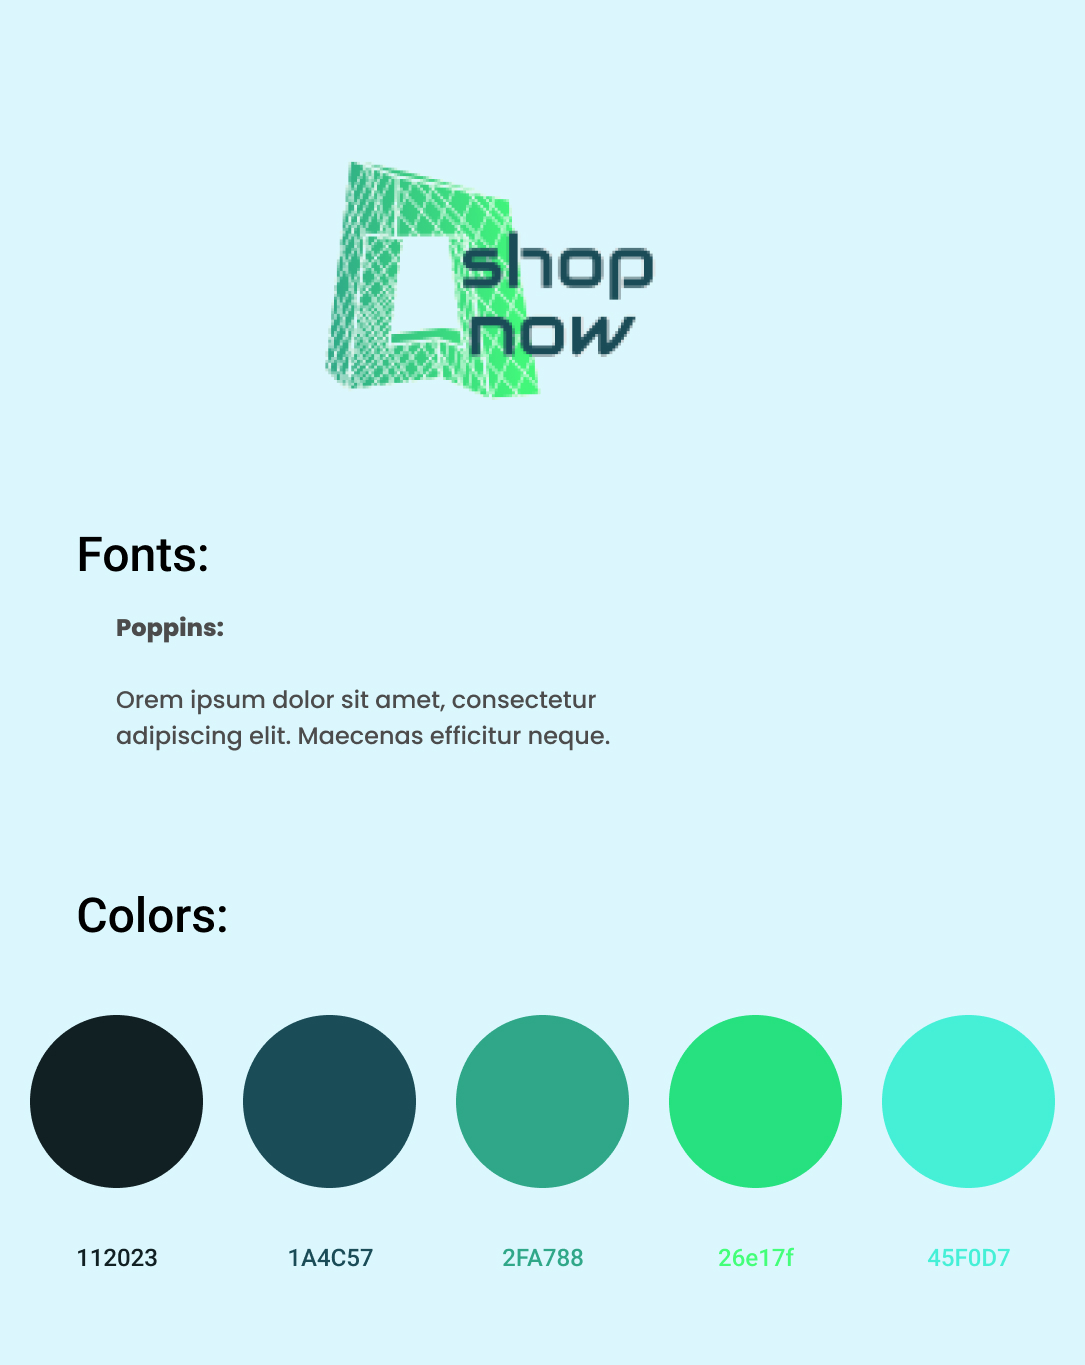 shop
now
Fonts:
Poppins:
Orem ipsum dolor sit amet, consectetur
adipiscing elit. Maecenas efficitur neque.
Colors:
112023 1A4C57 2FA788 26e17f 45F0D7